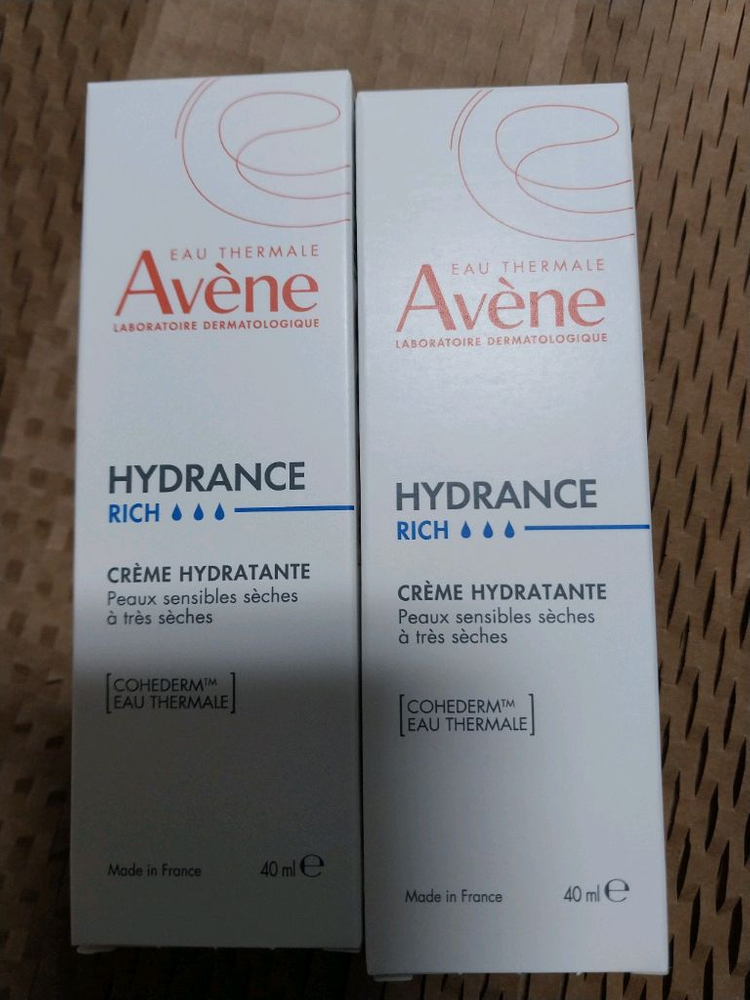 EAU THERMALE
Avène
LABORATOIRE DERMATOLOGIQUE
HYDRANCE
RICH
CRÈME HYDRATANTE
Peaux sensibles sèches
à très sèches
COHEDERM™
EAU THERMALE
Made in France 40 ml ℮
EAU THERMALE
Avène
LABORATOIRE DERMATOLOGIQUE
HYDRANCE
RICH
CRÈME HYDRATANTE
Peaux sensibles sèches
à très sèches
COHEDERM™
EAU THERMALE
Made in France 40 ml ℮